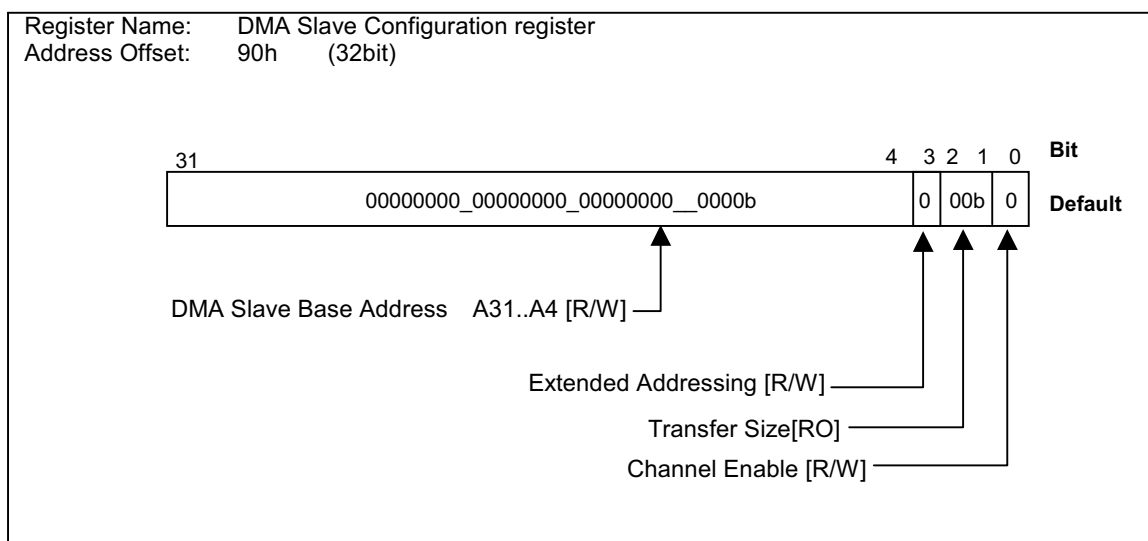 Register Name: DMA Slave Configuration register
Address Offset: 90h (32bit)
31 4 3 2 1 0 Bit
00000000_00000000_00000000__0000b 0 00b 0 Default
DMA Slave Base Address A31..A4 [R/W]
Extended Addressing [R/W]
Transfer Size[RO]
Channel Enable [R/W]